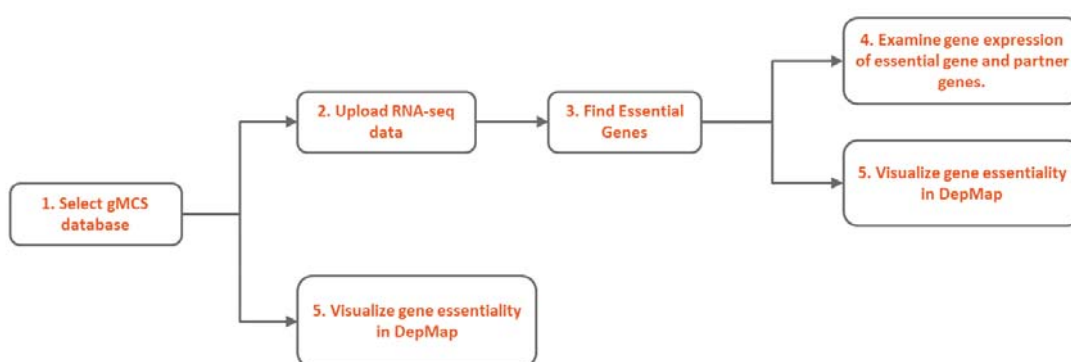 1. Select gMCS
database
2. Upload RNA-seq
data
3. Find Essential
Genes
4. Examine gene expression
of essential gene and partner
genes.
5. Visualize gene essentiality
in DepMap
5. Visualize gene essentiality
in DepMap